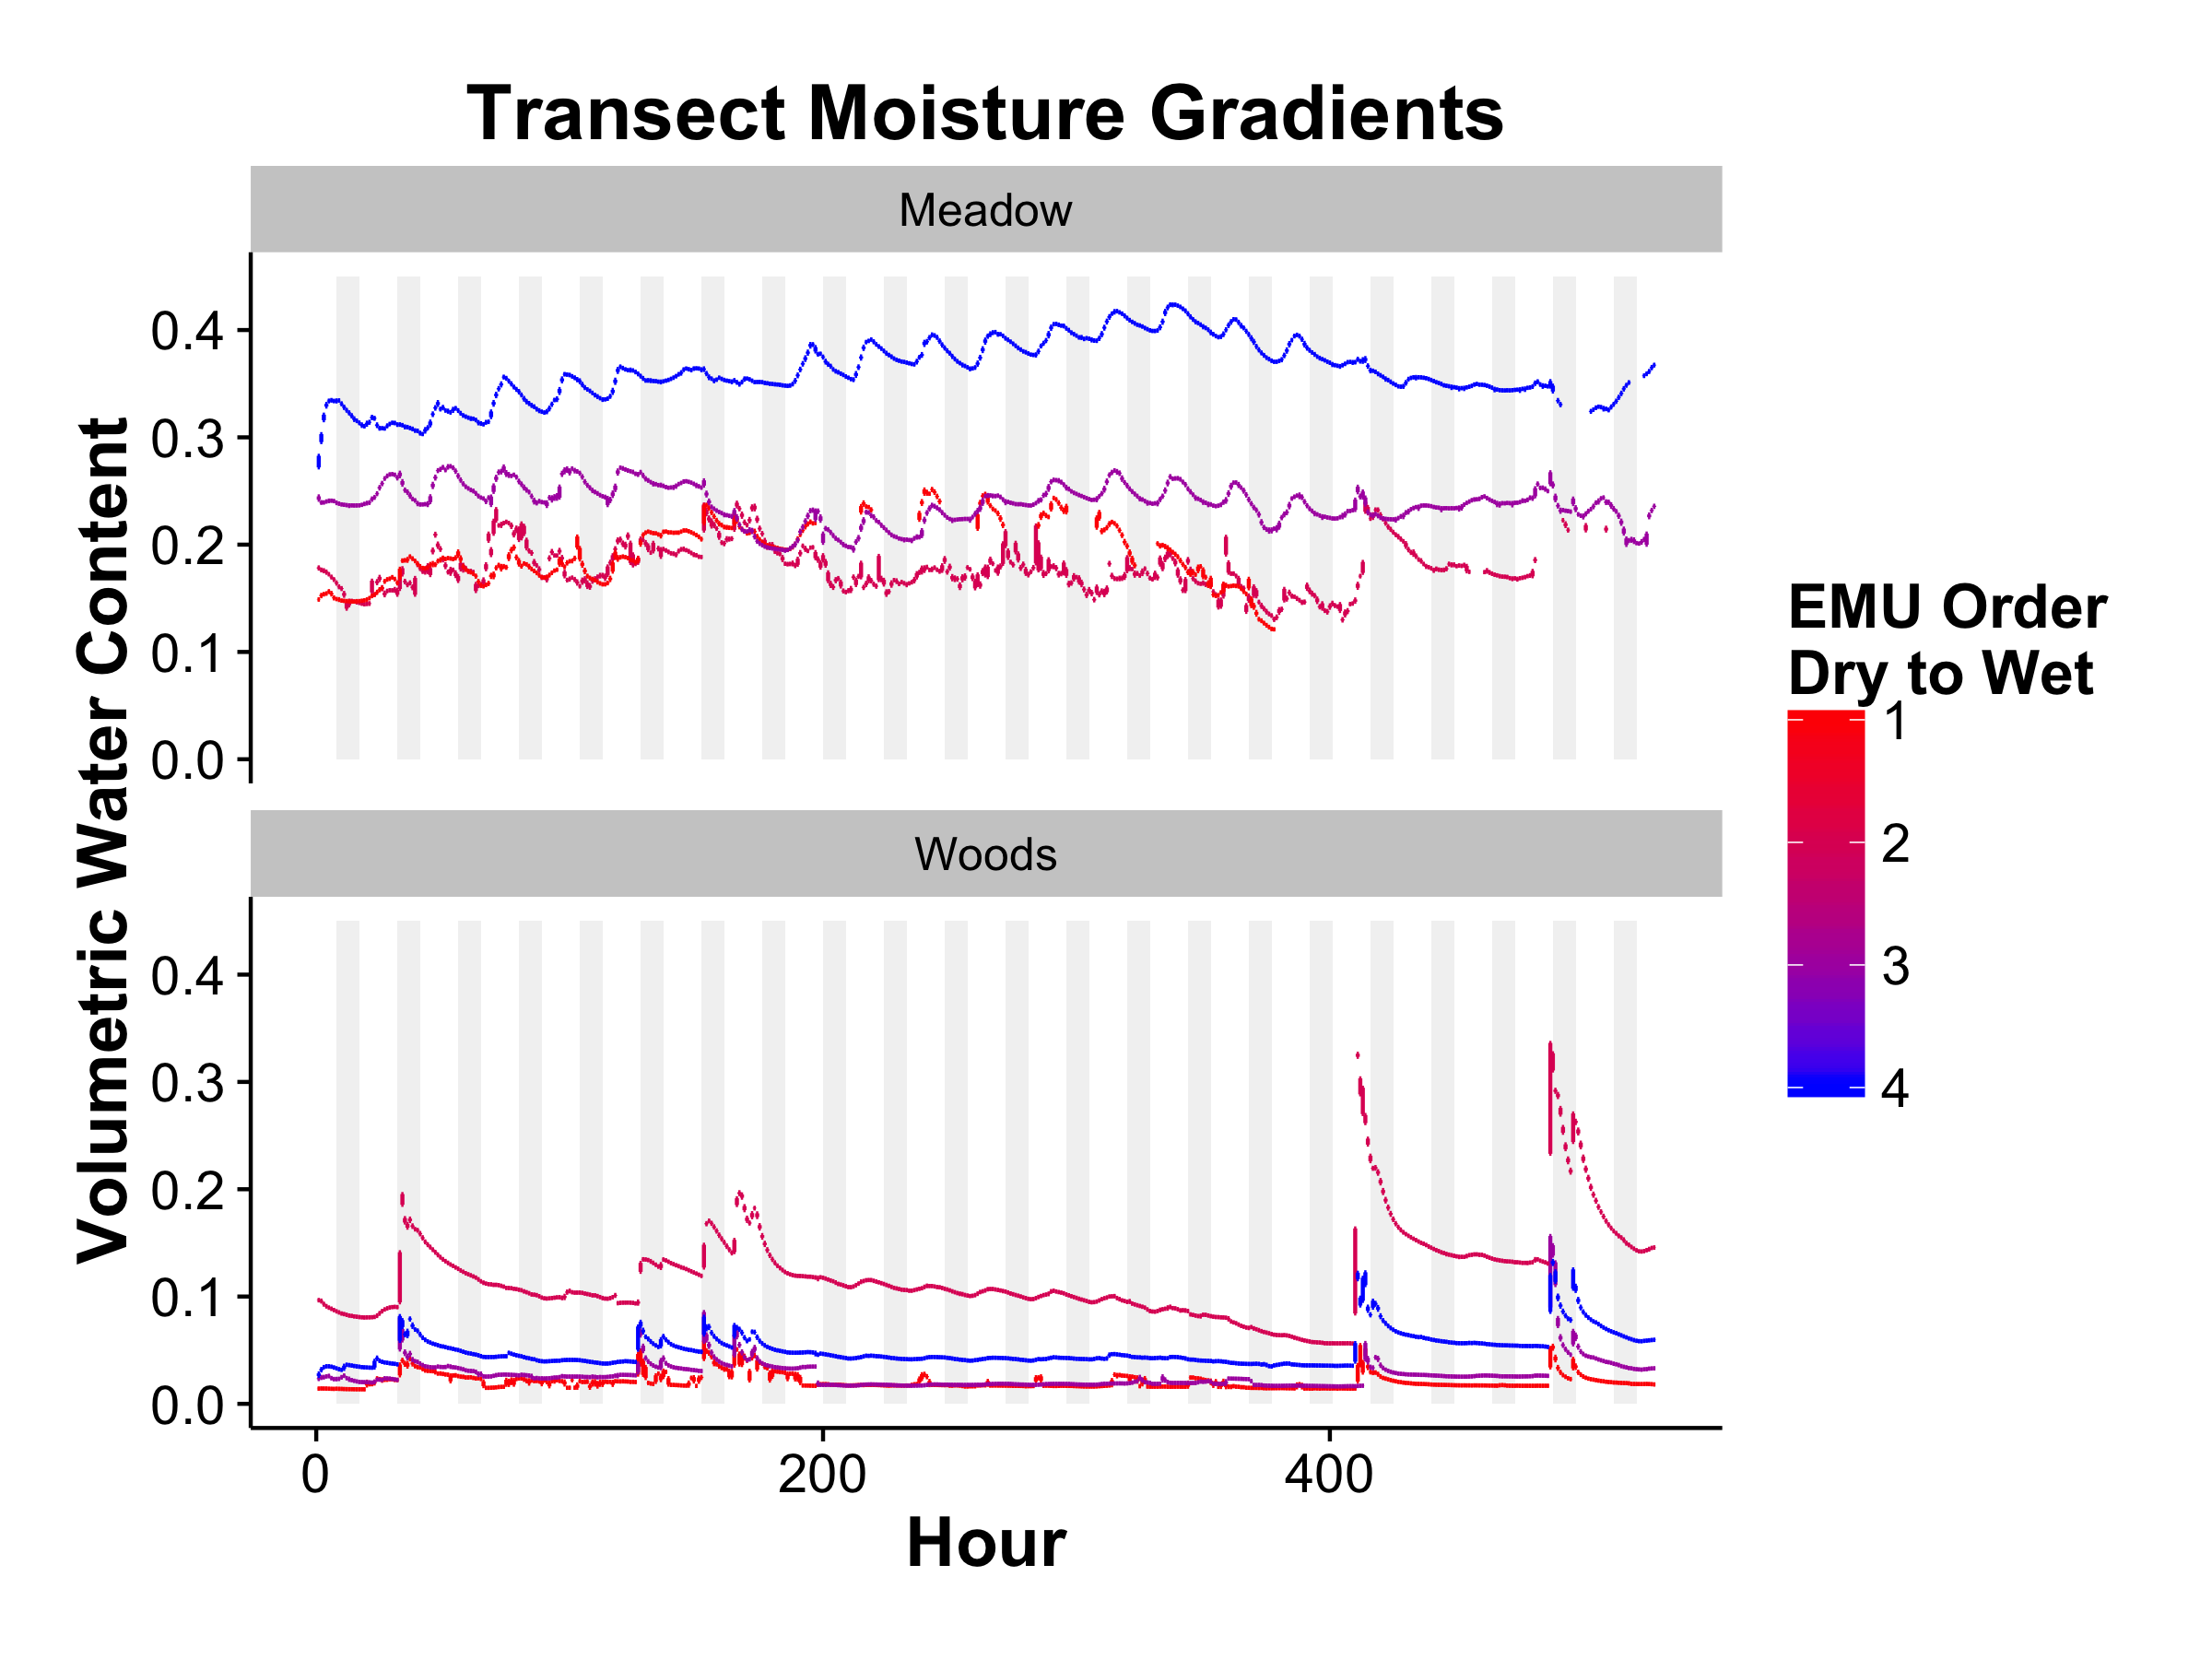 Transect Moisture Gradients
Meadow
0.4
0.3
0.2
0.1
0.0
Volumetric Water Content
Woods
0.4
0.3
0.2
0.1
0.0
0 200 400
Hour
EMU Order
Dry to Wet
1
2
3
4